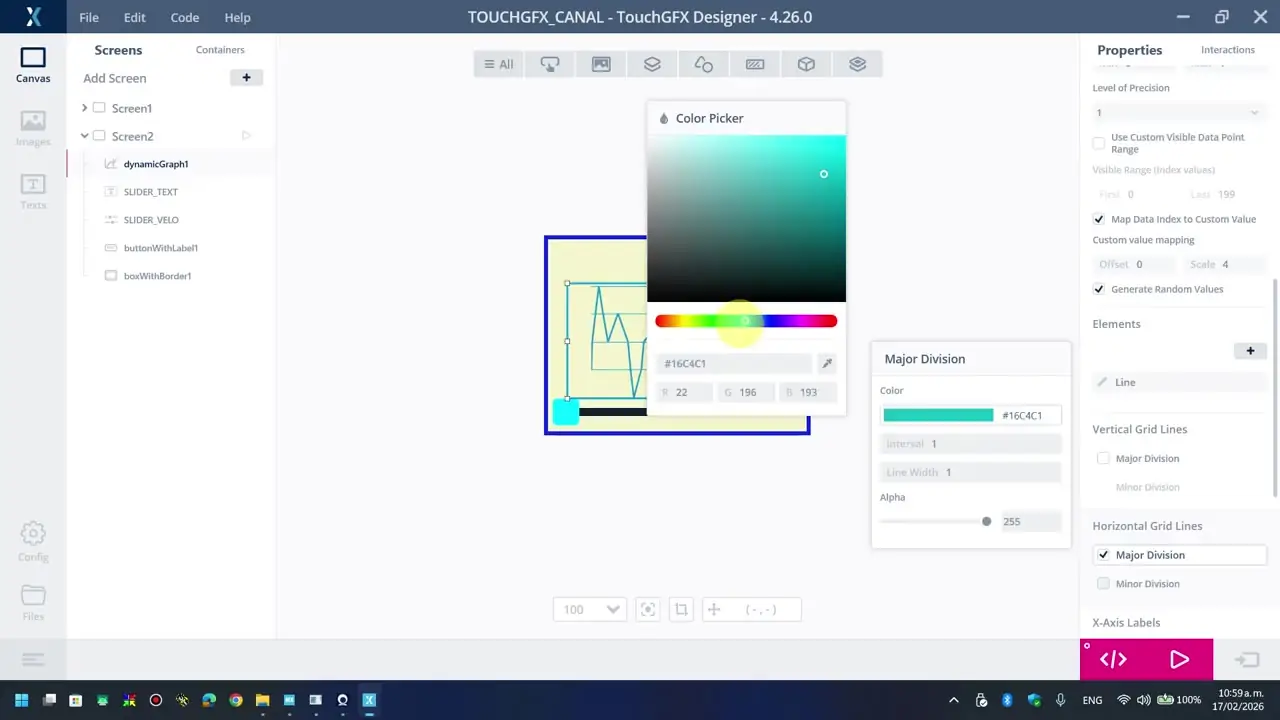 File Edit Code Help
TOUCHGFX_CANAL - TouchGFX Designer - 4.26.0
Canvas
Images
Texts
Config
Files
Screens Containers
Add Screen +
Screen1
Screen2
dynamicGraph1
SLIDER_TEXT
SLIDER_VELO
buttonWithLabel1
boxWithBorder1
All
Color Picker
#16C4C1
R 22 G 196 B 193
Major Division
Color
#16C4C1
Interval 1
Line Width 1
Alpha
255
100
( - , - )
Properties Interactions
Level of Precision
1
Use Custom Visible Data Point
Range
Visible Range (Index values)
First 0 Last 199
Map Data Index to Custom Value
Custom value mapping
Offset 0 Scale 4
Generate Random Values
Elements
+
Line
Vertical Grid Lines
Major Division
Minor Division
Horizontal Grid Lines
Major Division
Minor Division
X-Axis Labels
ENG
100%
10:59 a.m.
17/02/2026